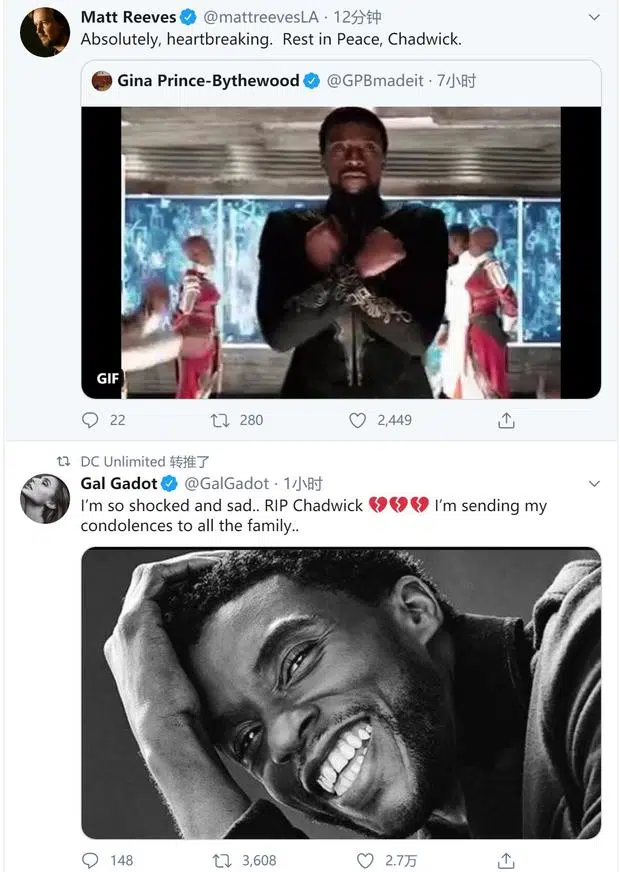 Matt Reeves @mattreevesLA · 12分钟
Absolutely, heartbreaking. Rest in Peace, Chadwick.
Gina Prince-Bythewood @GPBmadeit · 7小时
GIF
22 280 2,449
DC Unlimited 转推了
Gal Gadot @GalGadot · 1小时
I'm so shocked and sad.. RIP Chadwick 💔💔💔 I'm sending my
condolences to all the family..
148 3,608 2.7万